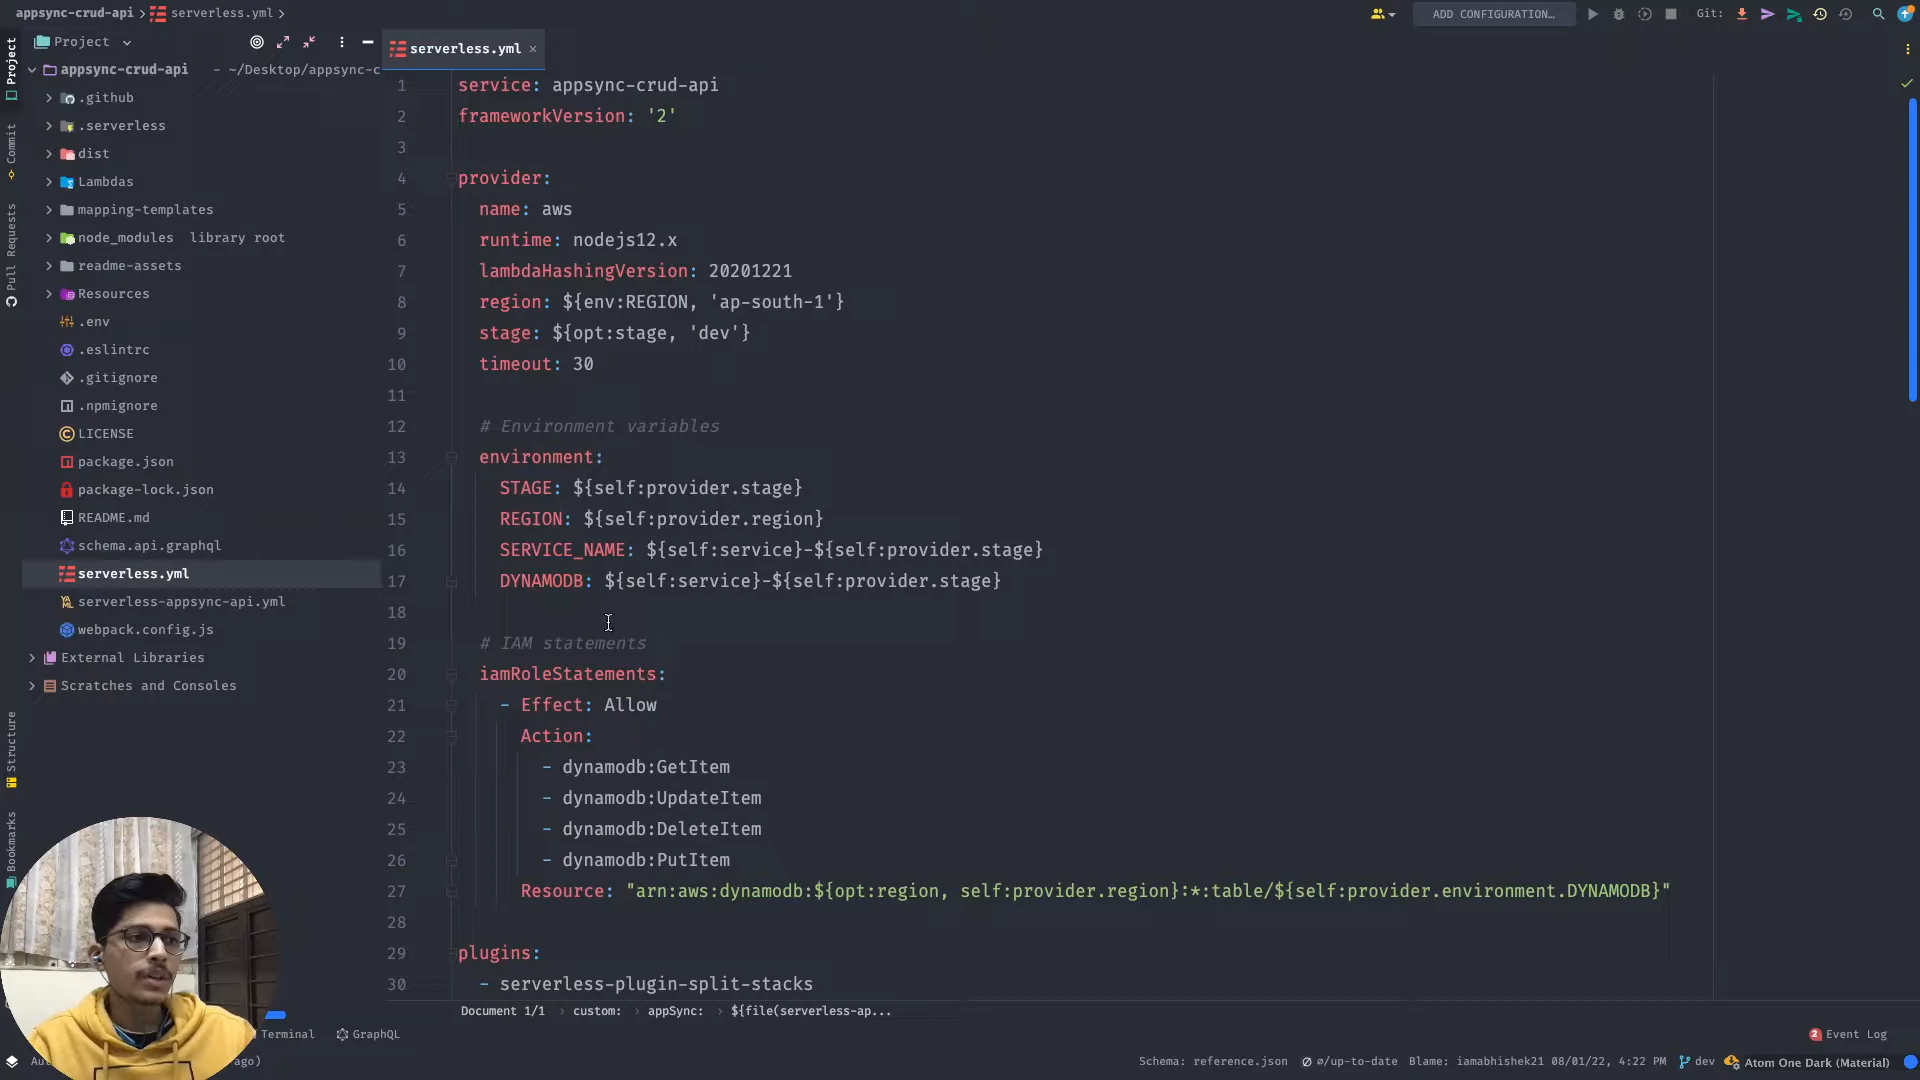 appsync-crud-api › serverless.yml ›
ADD CONFIGURATION...
Git:
Project
serverless.yml ×
appsync-crud-api - ~/Desktop/appsync-c
.github
.serverless
dist
Lambdas
mapping-templates
node_modules library root
readme-assets
Resources
.env
.eslintrc
.gitignore
.npmignore
LICENSE
package.json
package-lock.json
README.md
schema.api.graphql
serverless.yml
serverless-appsync-api.yml
webpack.config.js
External Libraries
Scratches and Consoles
Project
Commit
Pull Requests
Structure
Bookmarks
1 service: appsync-crud-api
2 frameworkVersion: '2'
3
4 provider:
5 name: aws
6 runtime: nodejs12.x
7 lambdaHashingVersion: 20201221
8 region: ${env:REGION, 'ap-south-1'}
9 stage: ${opt:stage, 'dev'}
10 timeout: 30
11
12 # Environment variables
13 environment:
14 STAGE: ${self:provider.stage}
15 REGION: ${self:provider.region}
16 SERVICE_NAME: ${self:service}-${self:provider.stage}
17 DYNAMODB: ${self:service}-${self:provider.stage}
18
19 # IAM statements
20 iamRoleStatements:
21 - Effect: Allow
22 Action:
23 - dynamodb:GetItem
24 - dynamodb:UpdateItem
25 - dynamodb:DeleteItem
26 - dynamodb:PutItem
27 Resource: "arn:aws:dynamodb:${opt:region, self:provider.region}:*:table/${self:provider.environment.DYNAMODB}"
28
29 plugins:
30 - serverless-plugin-split-stacks
Document 1/1 › custom: › appSync: › ${file(serverless-ap...
Terminal GraphQL
2 Event Log
ago)
Schema: reference.json ⌀/up-to-date Blame: iamabhishek21 08/01/22, 4:22 PM dev Atom One Dark (Material)